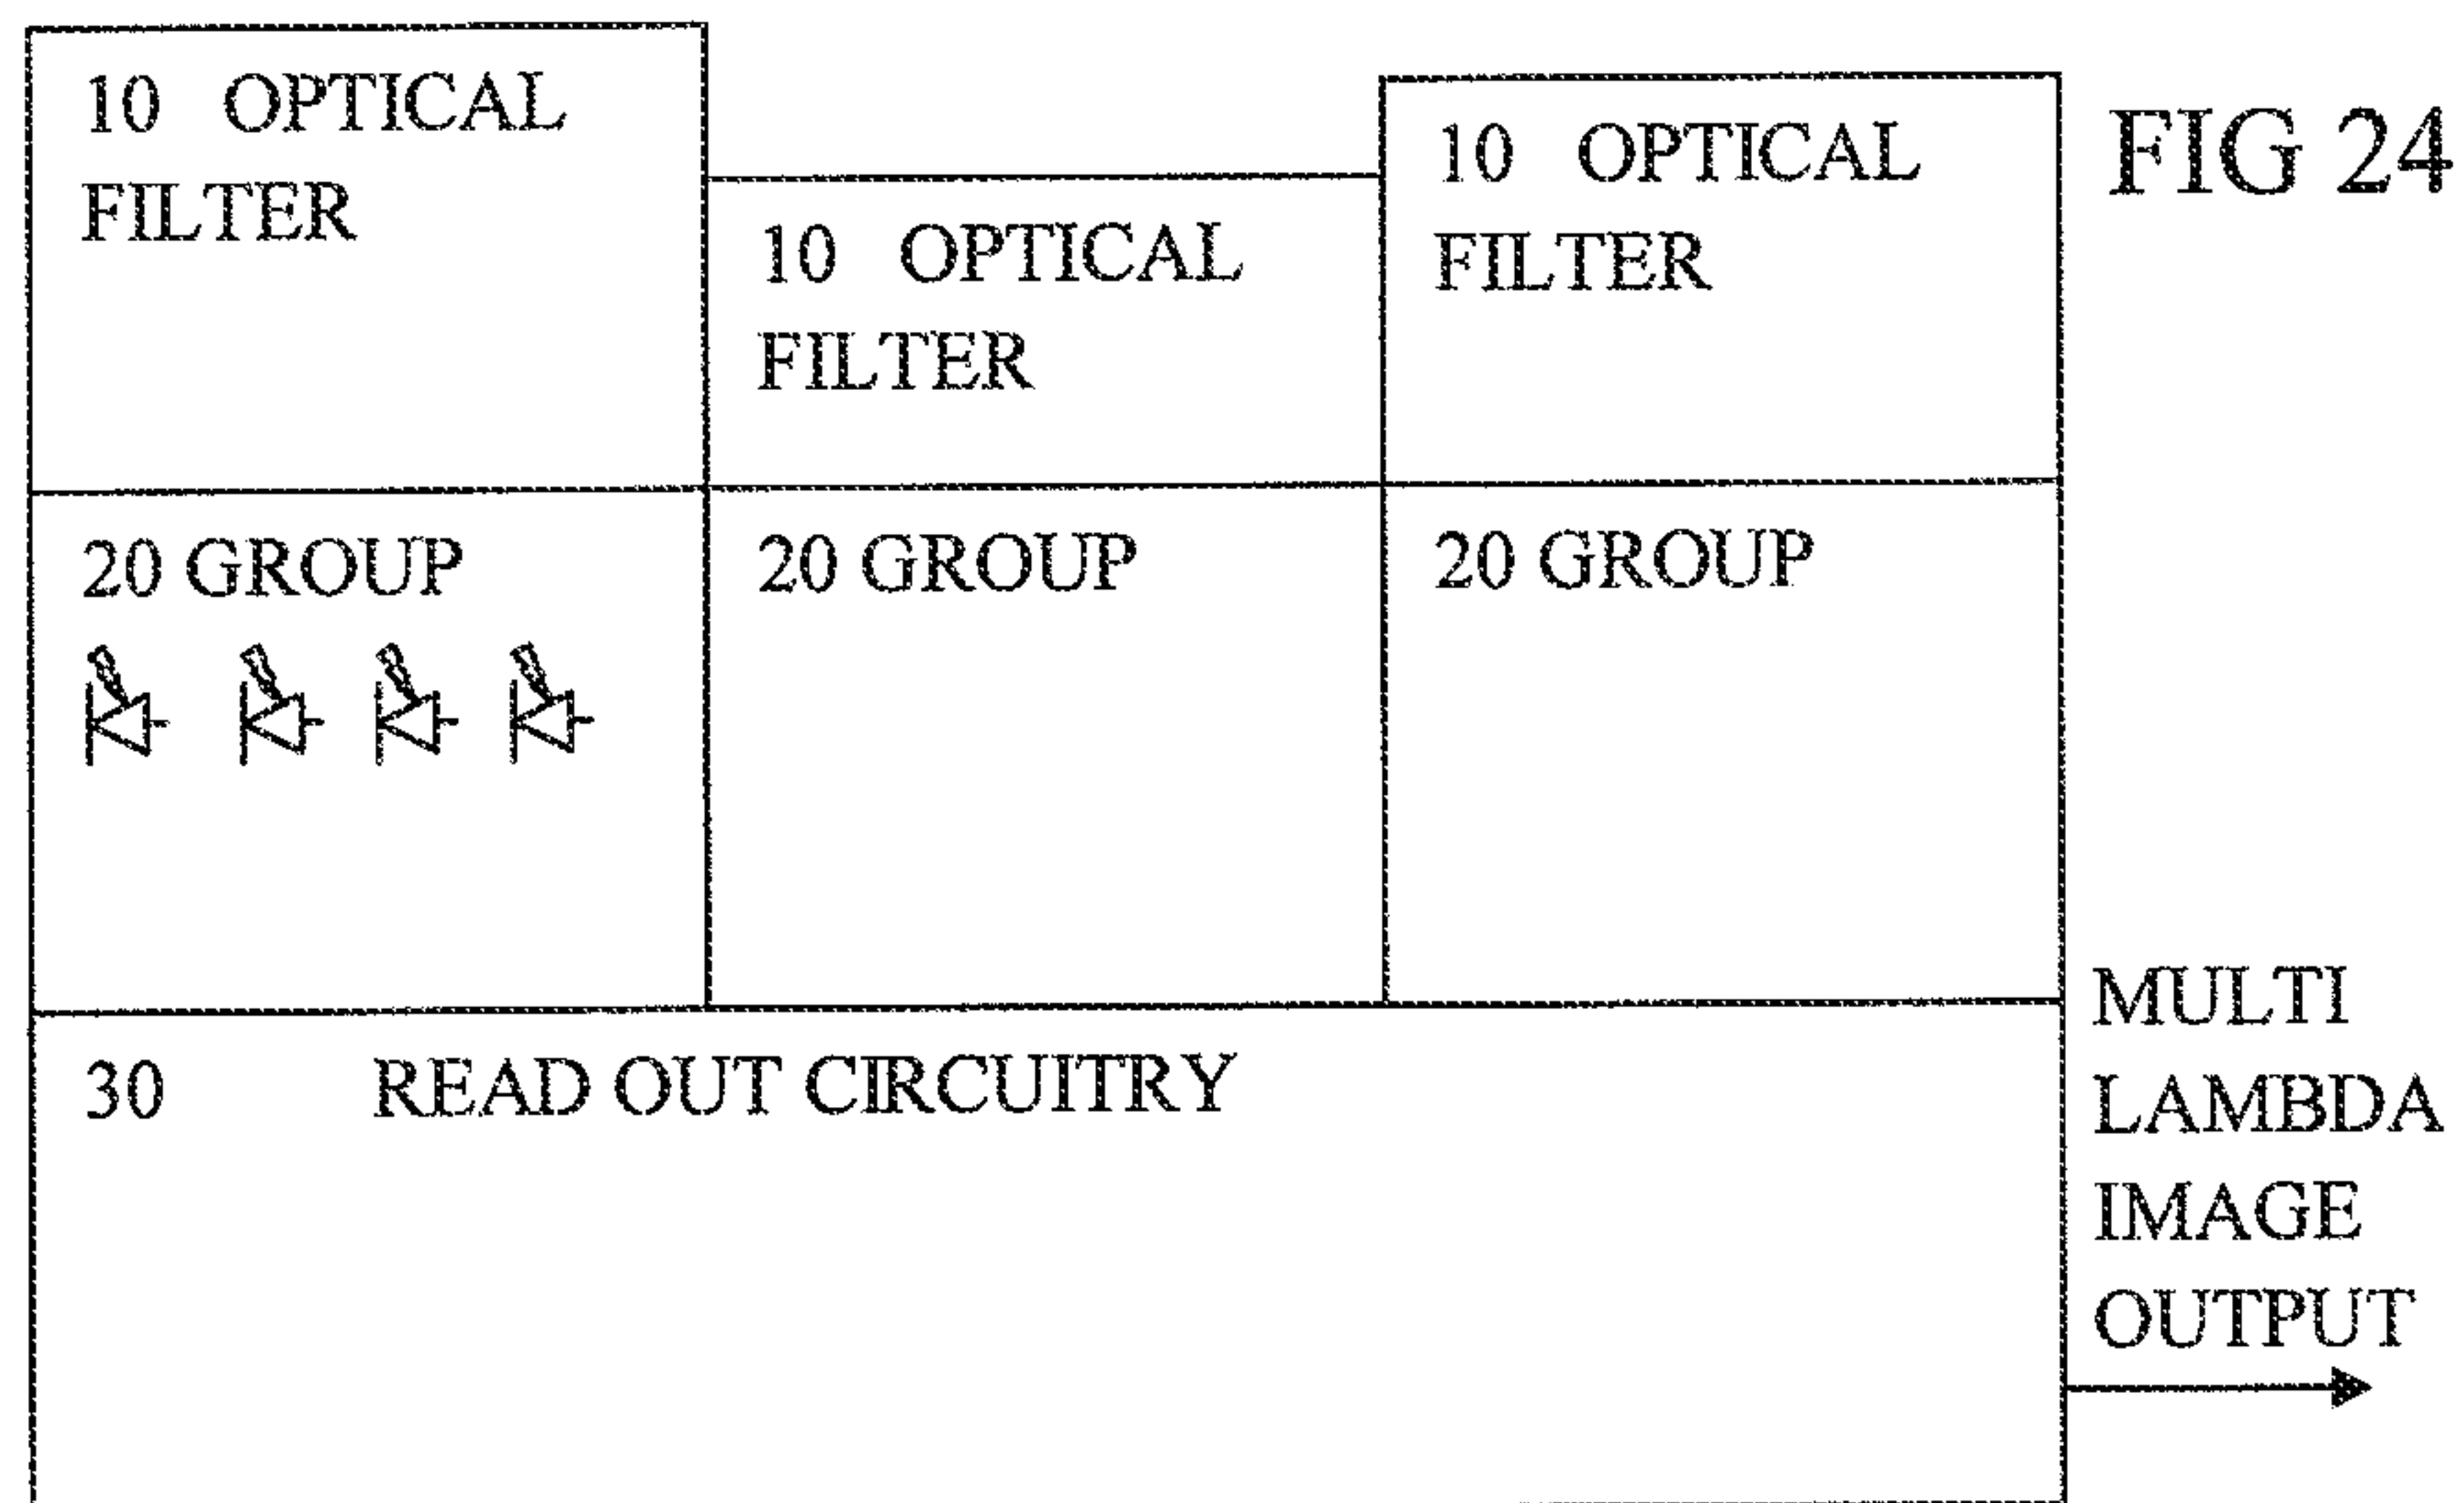 10 OPTICAL
FILTER
10 OPTICAL
FILTER
10 OPTICAL
FILTER
FIG 24
20 GROUP
20 GROUP
20 GROUP
30 READ OUT CIRCUITRY
MULTI
LAMBDA
IMAGE
OUTPUT